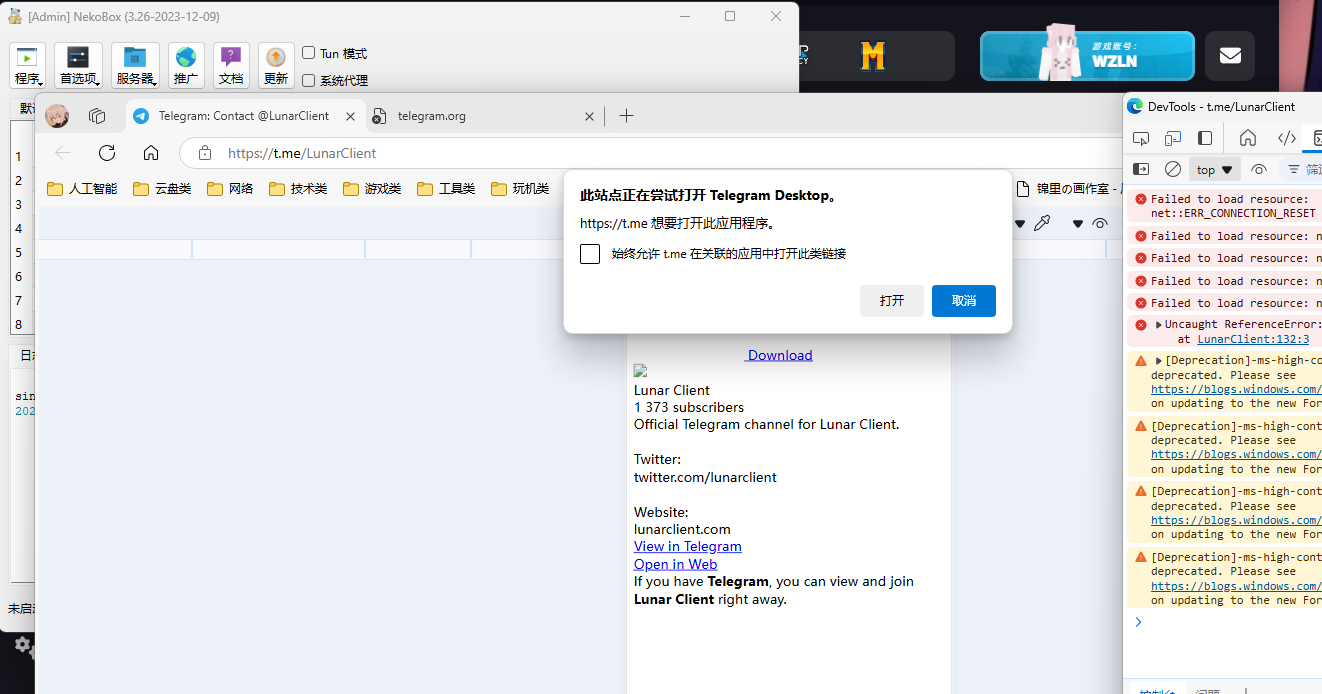 [Admin] NekoBox (3.26-2023-12-09)
程序
首选项
服务器
推广
文档
更新
Tun 模式
系统代理
游戏账号:
WZLN
Telegram: Contact @LunarClient
telegram.org
https://t.me/LunarClient
人工智能
云盘类
网络
技术类
游戏类
工具类
玩机类
锦里の画作室 -
1
2
3
4
5
6
7
8
此站点正在尝试打开 Telegram Desktop。
https://t.me 想要打开此应用程序。
始终允许 t.me 在关联的应用中打开此类链接
打开
取消
Download
Lunar Client
1 373 subscribers
Official Telegram channel for Lunar Client.
Twitter:
twitter.com/lunarclient
Website:
lunarclient.com
View in Telegram
Open in Web
If you have Telegram, you can view and join
Lunar Client right away.
DevTools - t.me/LunarClient
top
Failed to load resource:
net::ERR_CONNECTION_RESET
Failed to load resource: n
Failed to load resource: n
Failed to load resource: n
Failed to load resource: n
Uncaught ReferenceError:
at LunarClient:132:3
[Deprecation]-ms-high-co
deprecated. Please see
https://blogs.windows.com/
on updating to the new For
[Deprecation]-ms-high-cont
deprecated. Please see
https://blogs.windows.com/
on updating to the new For
[Deprecation]-ms-high-cont
deprecated. Please see
https://blogs.windows.com/
on updating to the new For
[Deprecation]-ms-high-cont
deprecated. Please see
https://blogs.windows.com/
on updating to the new For